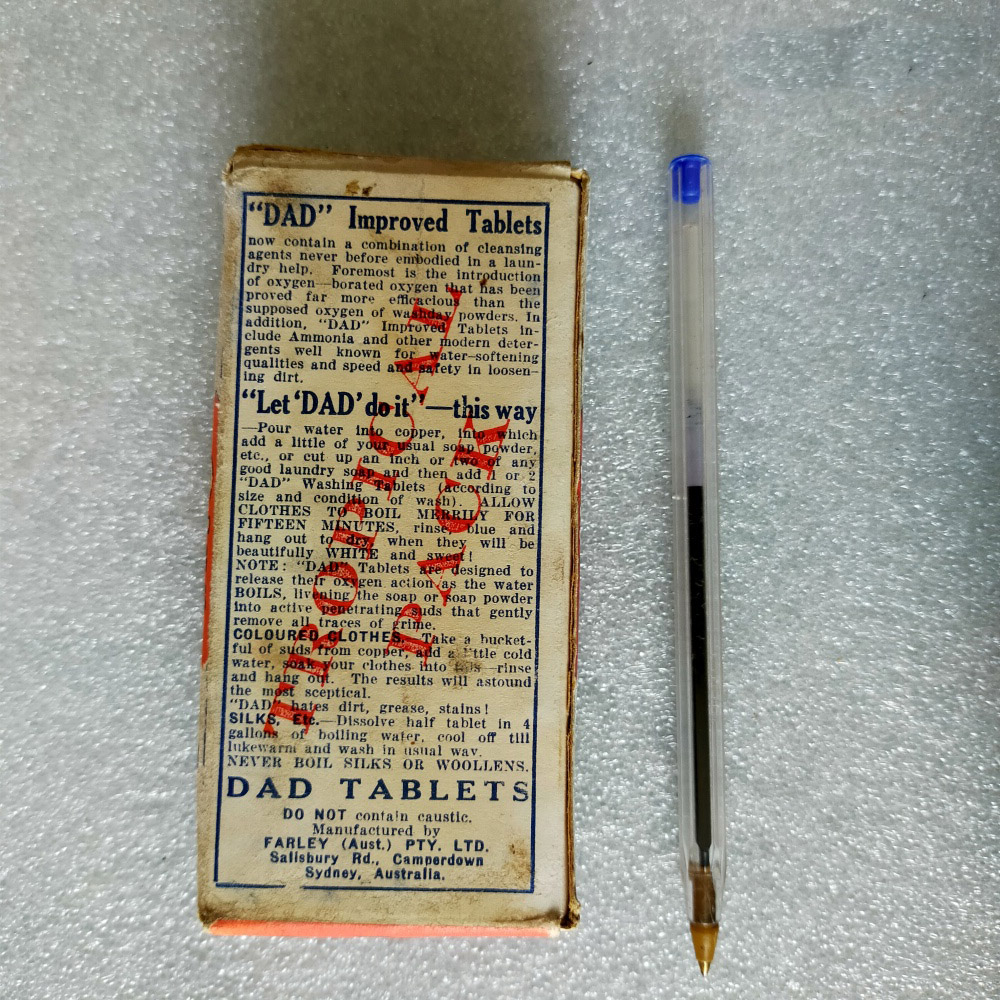 “DAD” Improved Tablets
now contain a combination of cleansing
agents never before embodied in a laun-
dry help. Foremost is the introduction
of oxygen—borated oxygen that has been
proved far more efficacious than the
supposed oxygen of washday powders. In
addition, “DAD” Improved Tablets in-
clude Ammonia and other modern deter-
gents well known for water-softening
qualities and speed and safety in loosen-
ing dirt.
“Let ‘DAD’ do it”—this way
—Pour water into copper, into which
add a little of your usual soap powder,
etc., or cut up an inch or two of any
good laundry soap and then add 1 or 2
“DAD” Washing Tablets (according to
size and condition of wash). ALLOW
CLOTHES TO BOIL MERRILY FOR
FIFTEEN MINUTES, rinse, blue and
hang out to dry, when they will be
beautifully WHITE and sweet!
NOTE: “DAD” Tablets are designed to
release their oxygen action as the water
BOILS, livening the soap or soap powder
into active penetrating suds that gently
remove all traces of grime.
COLOURED CLOTHES. Take a bucket-
ful of suds from copper, add a little cold
water, soak your clothes into this—rinse
and hang out. The results will astound
the most sceptical.
“DAD” hates dirt, grease, stains!
SILKS, Etc.—Dissolve half tablet in 4
gallons of boiling water, cool off till
lukewarm and wash in usual way.
NEVER BOIL SILKS OR WOOLLENS.
DAD TABLETS
DO NOT contain caustic.
Manufactured by
FARLEY (Aust.) PTY. LTD.
Salisbury Rd., Camperdown
Sydney, Australia.
TROPICAL
PACK